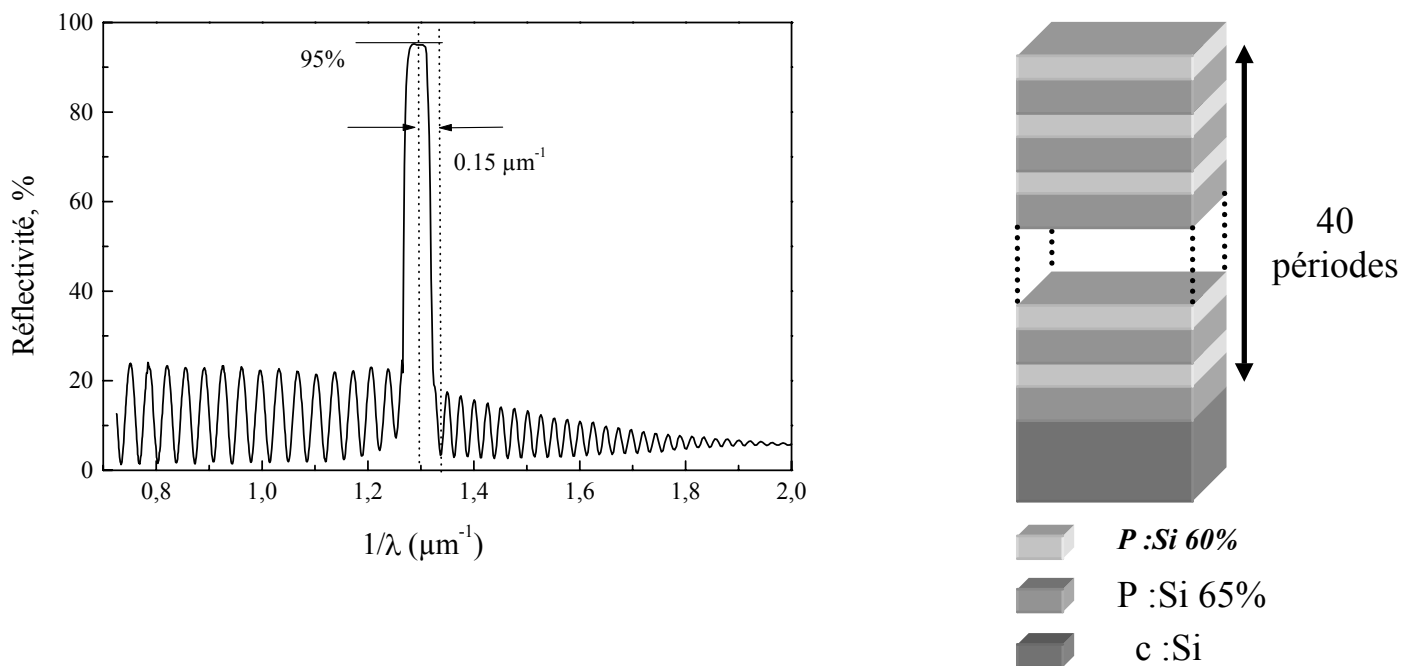 100
80
60
40
20
0
Réflectivité, %
95%
0.15 µm⁻¹
0,8
1,0
1,2
1,4
1,6
1,8
2,0
1/λ (µm⁻¹)
40
périodes
P :Si 60%
P :Si 65%
c :Si